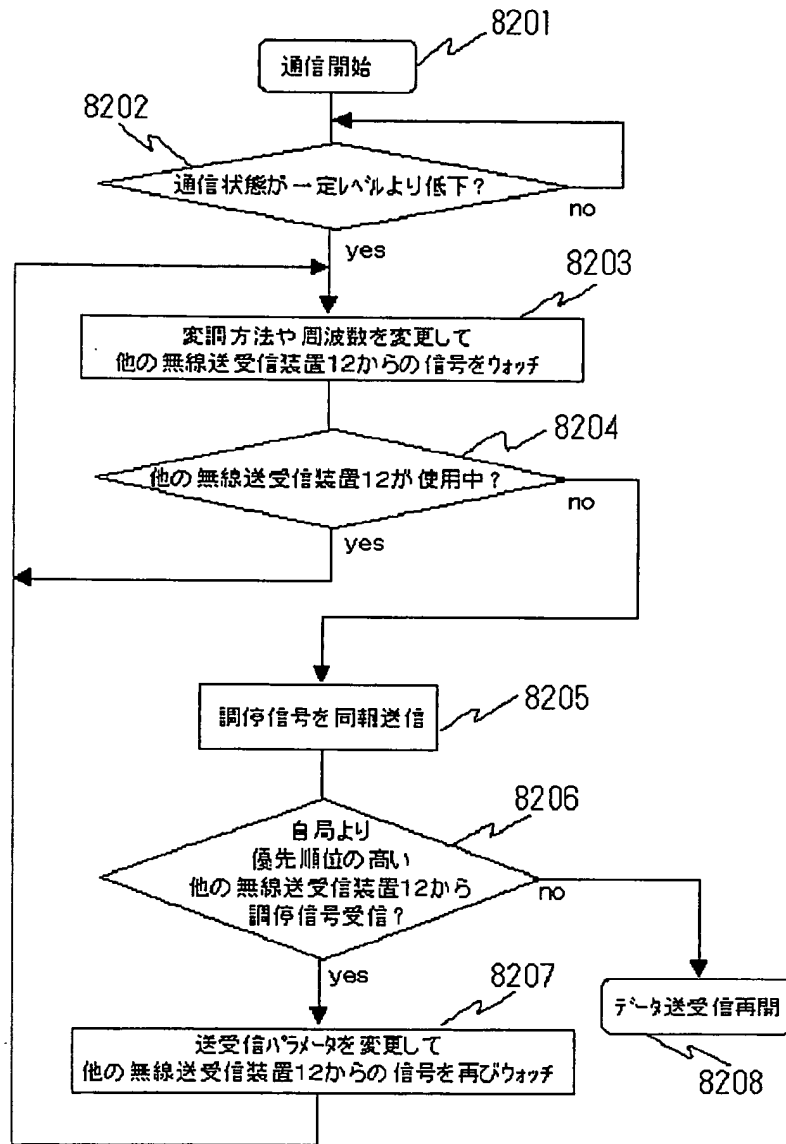 8201
通信開始
8202
通信状態が一定レベルより低下?
no
yes
8203
変調方法や周波数を変更して
他の無線送受信装置12からの信号をウォッチ
8204
他の無線送受信装置12が使用中?
no
yes
調停信号を同報送信
8205
8206
自局より
優先順位の高い
他の無線送受信装置12から
調停信号受信?
no
yes
8207
送受信パラメータを変更して
他の無線送受信装置12からの信号を再びウォッチ
データ送受信再開
8208